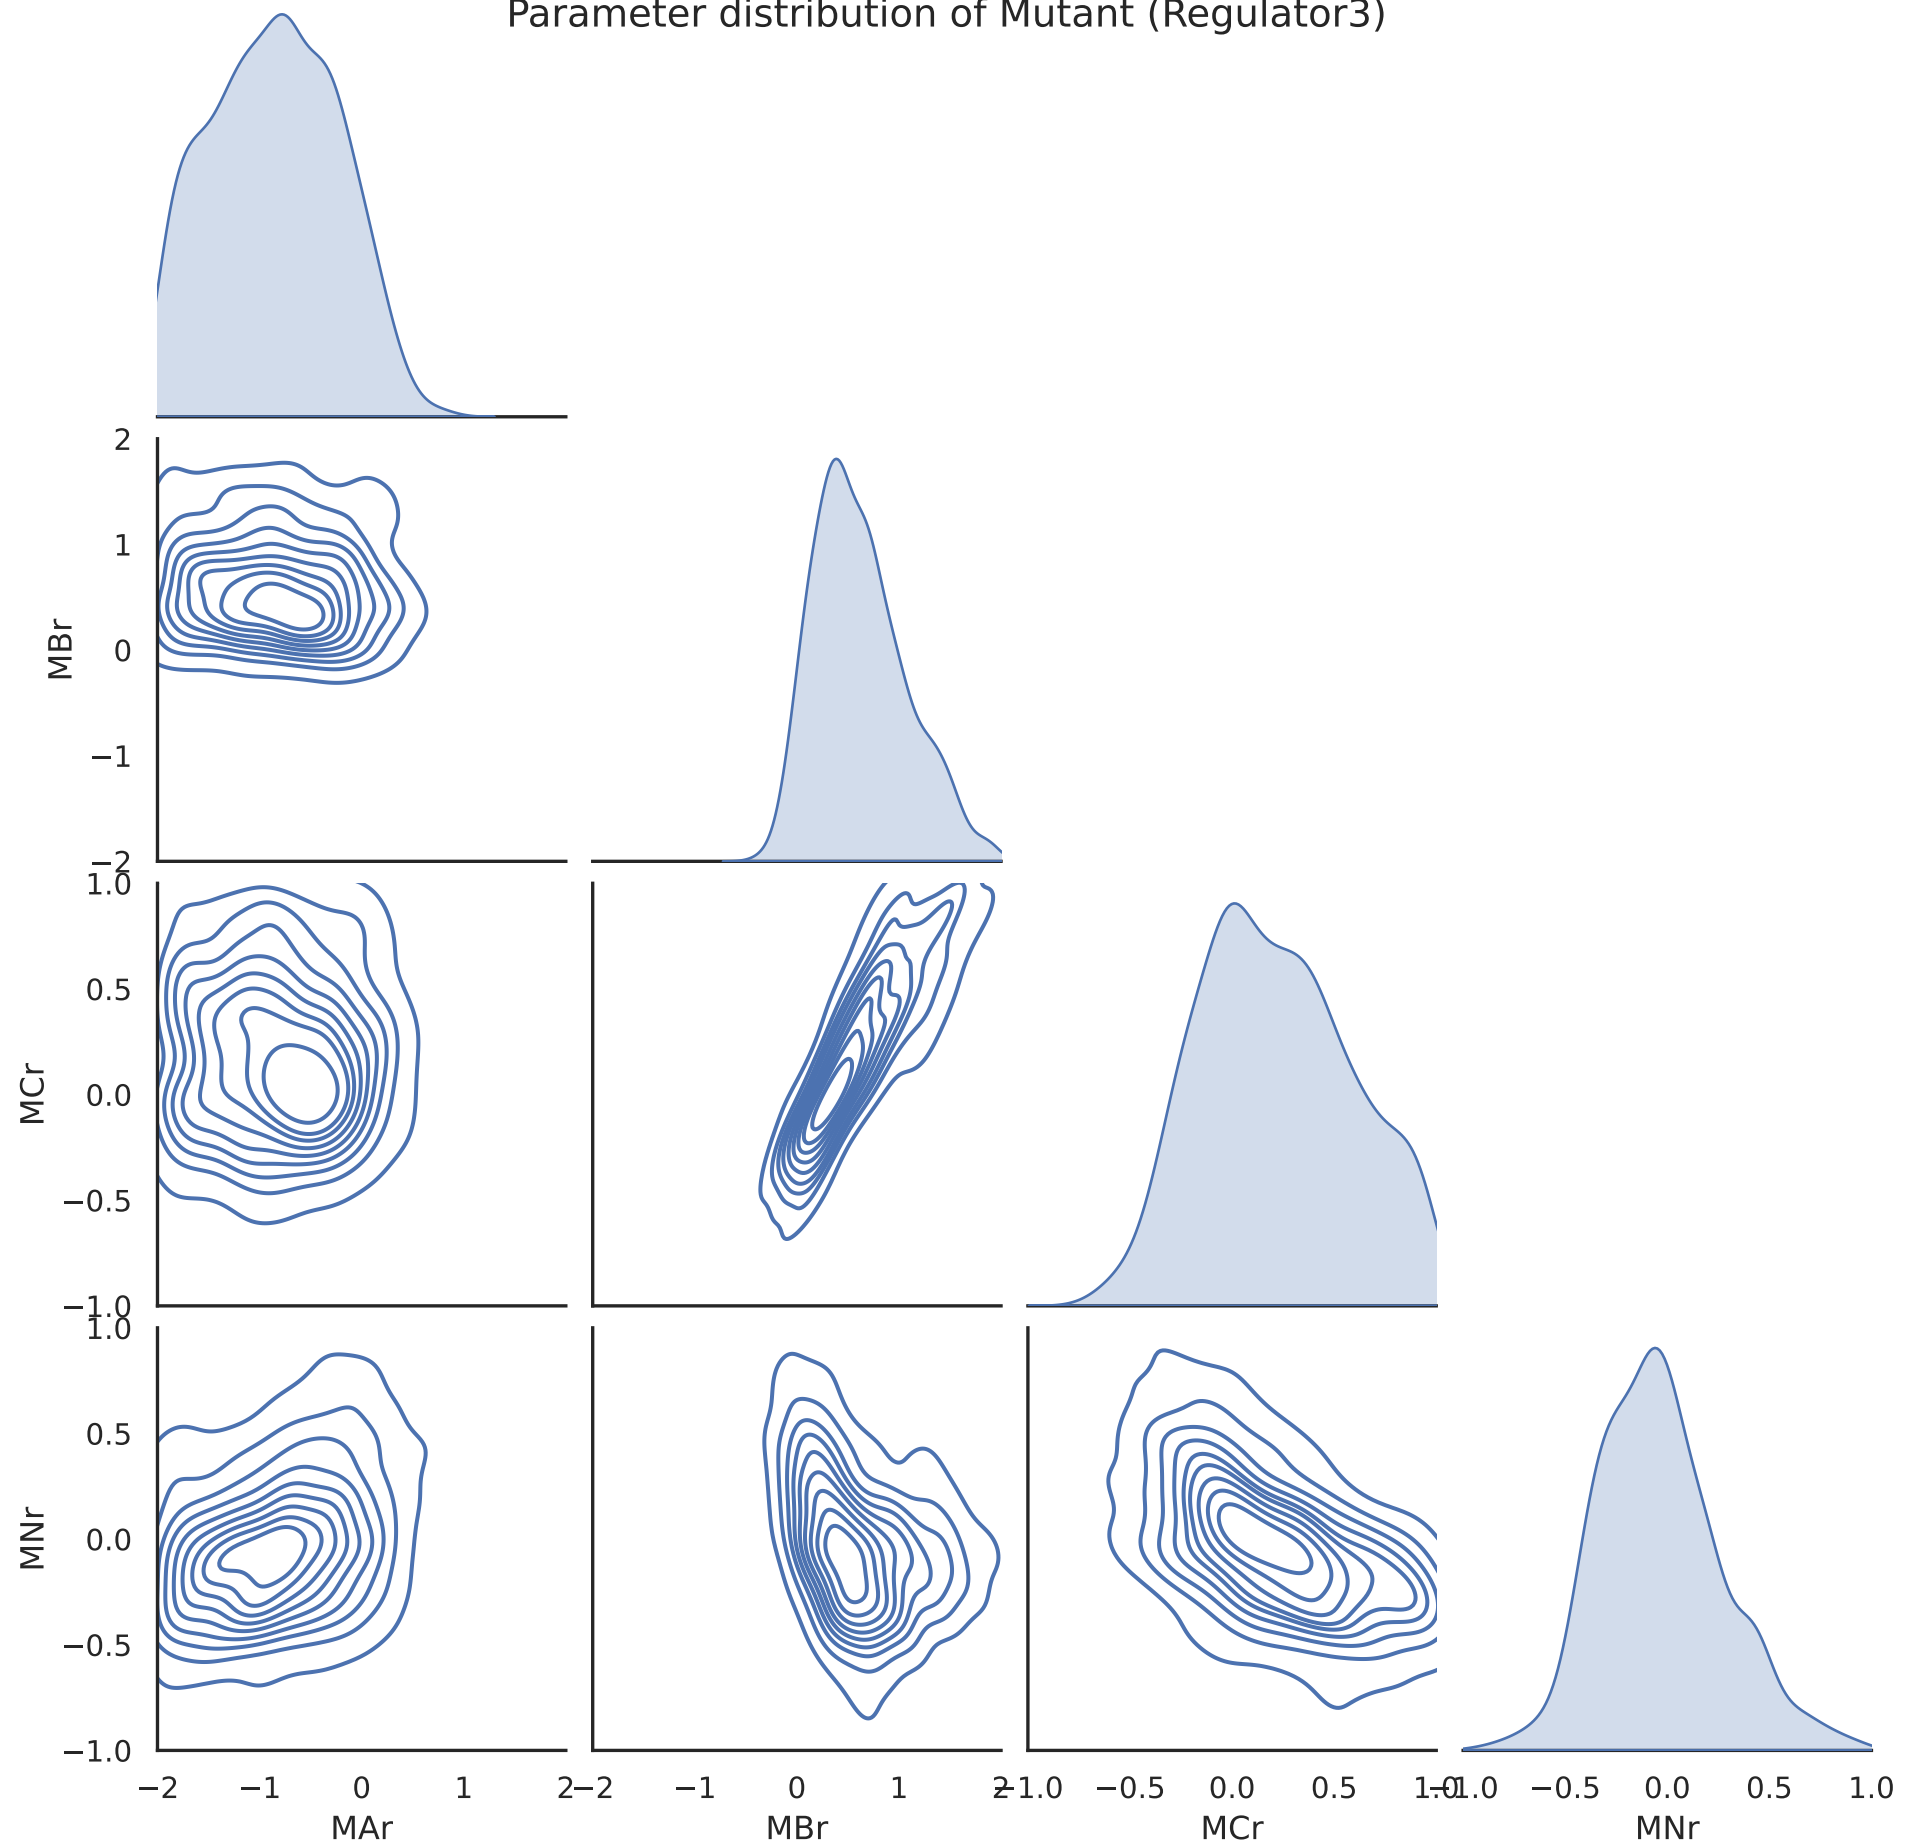 Parameter distribution of Mutant (Regulator3)
2
1
0
−1
−2
MBr
1.0
0.5
0.0
−0.5
−1.0
MCr
1.0
0.5
0.0
−0.5
−1.0
MNr
−2 −1 0 1 2
−2 −1 0 1 2
−1.0 −0.5 0.0 0.5 1.0
−1.0 −0.5 0.0 0.5 1.0
MAr MBr MCr MNr